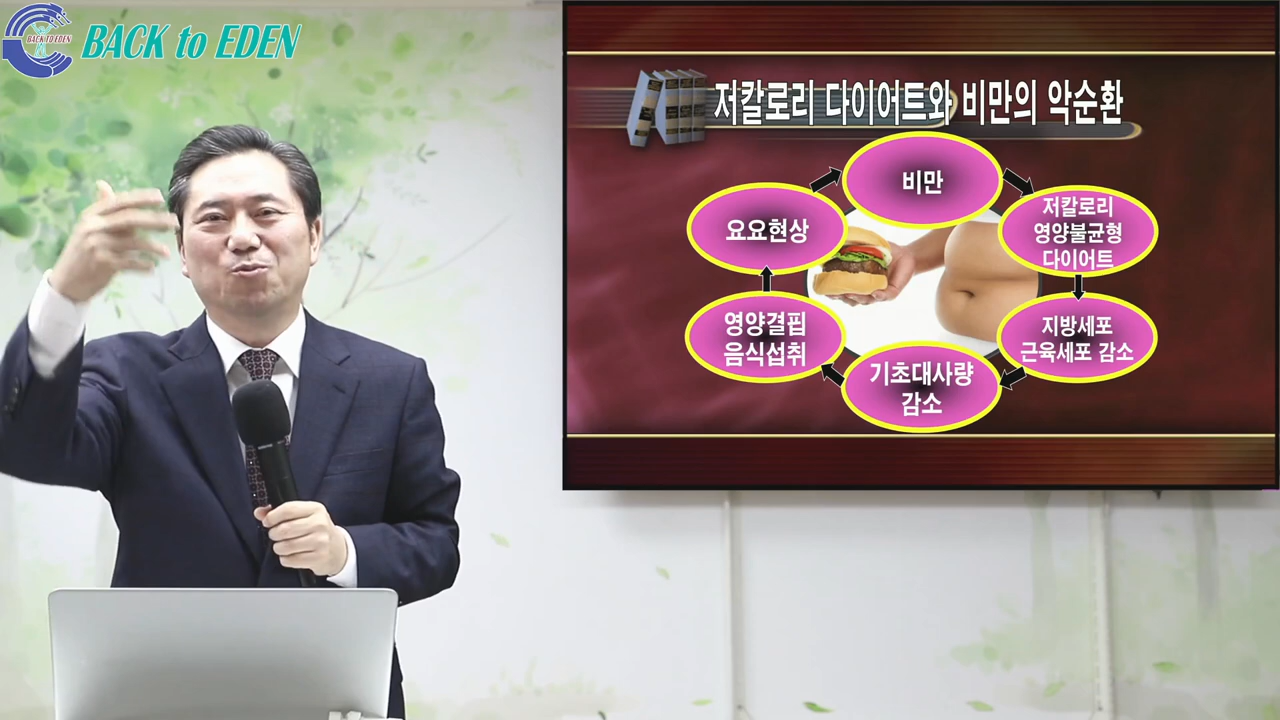 BACK TO EDEN
BACK to EDEN
저칼로리 다이어트와 비만의 악순환
비만
저칼로리
영양불균형
다이어트
지방세포
근육세포 감소
기초대사량
감소
영양결핍
음식섭취
요요현상